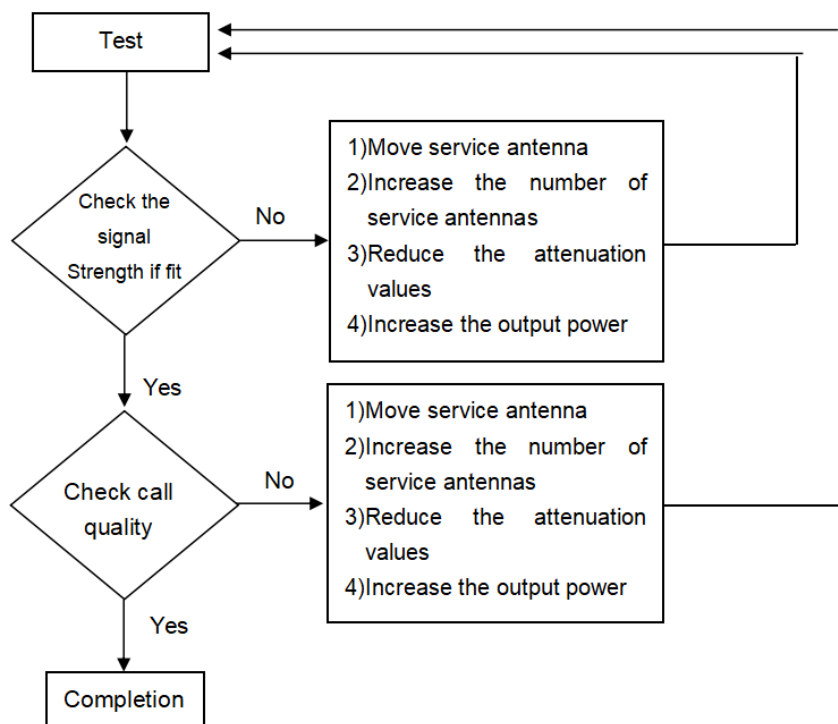 Test
Check the
signal
Strength if fit
No
1)Move service antenna
2)Increase the number of
service antennas
3)Reduce the attenuation
values
4)Increase the output power
Yes
Check call
quality
No
1)Move service antenna
2)Increase the number of
service antennas
3)Reduce the attenuation
values
4)Increase the output power
Yes
Completion